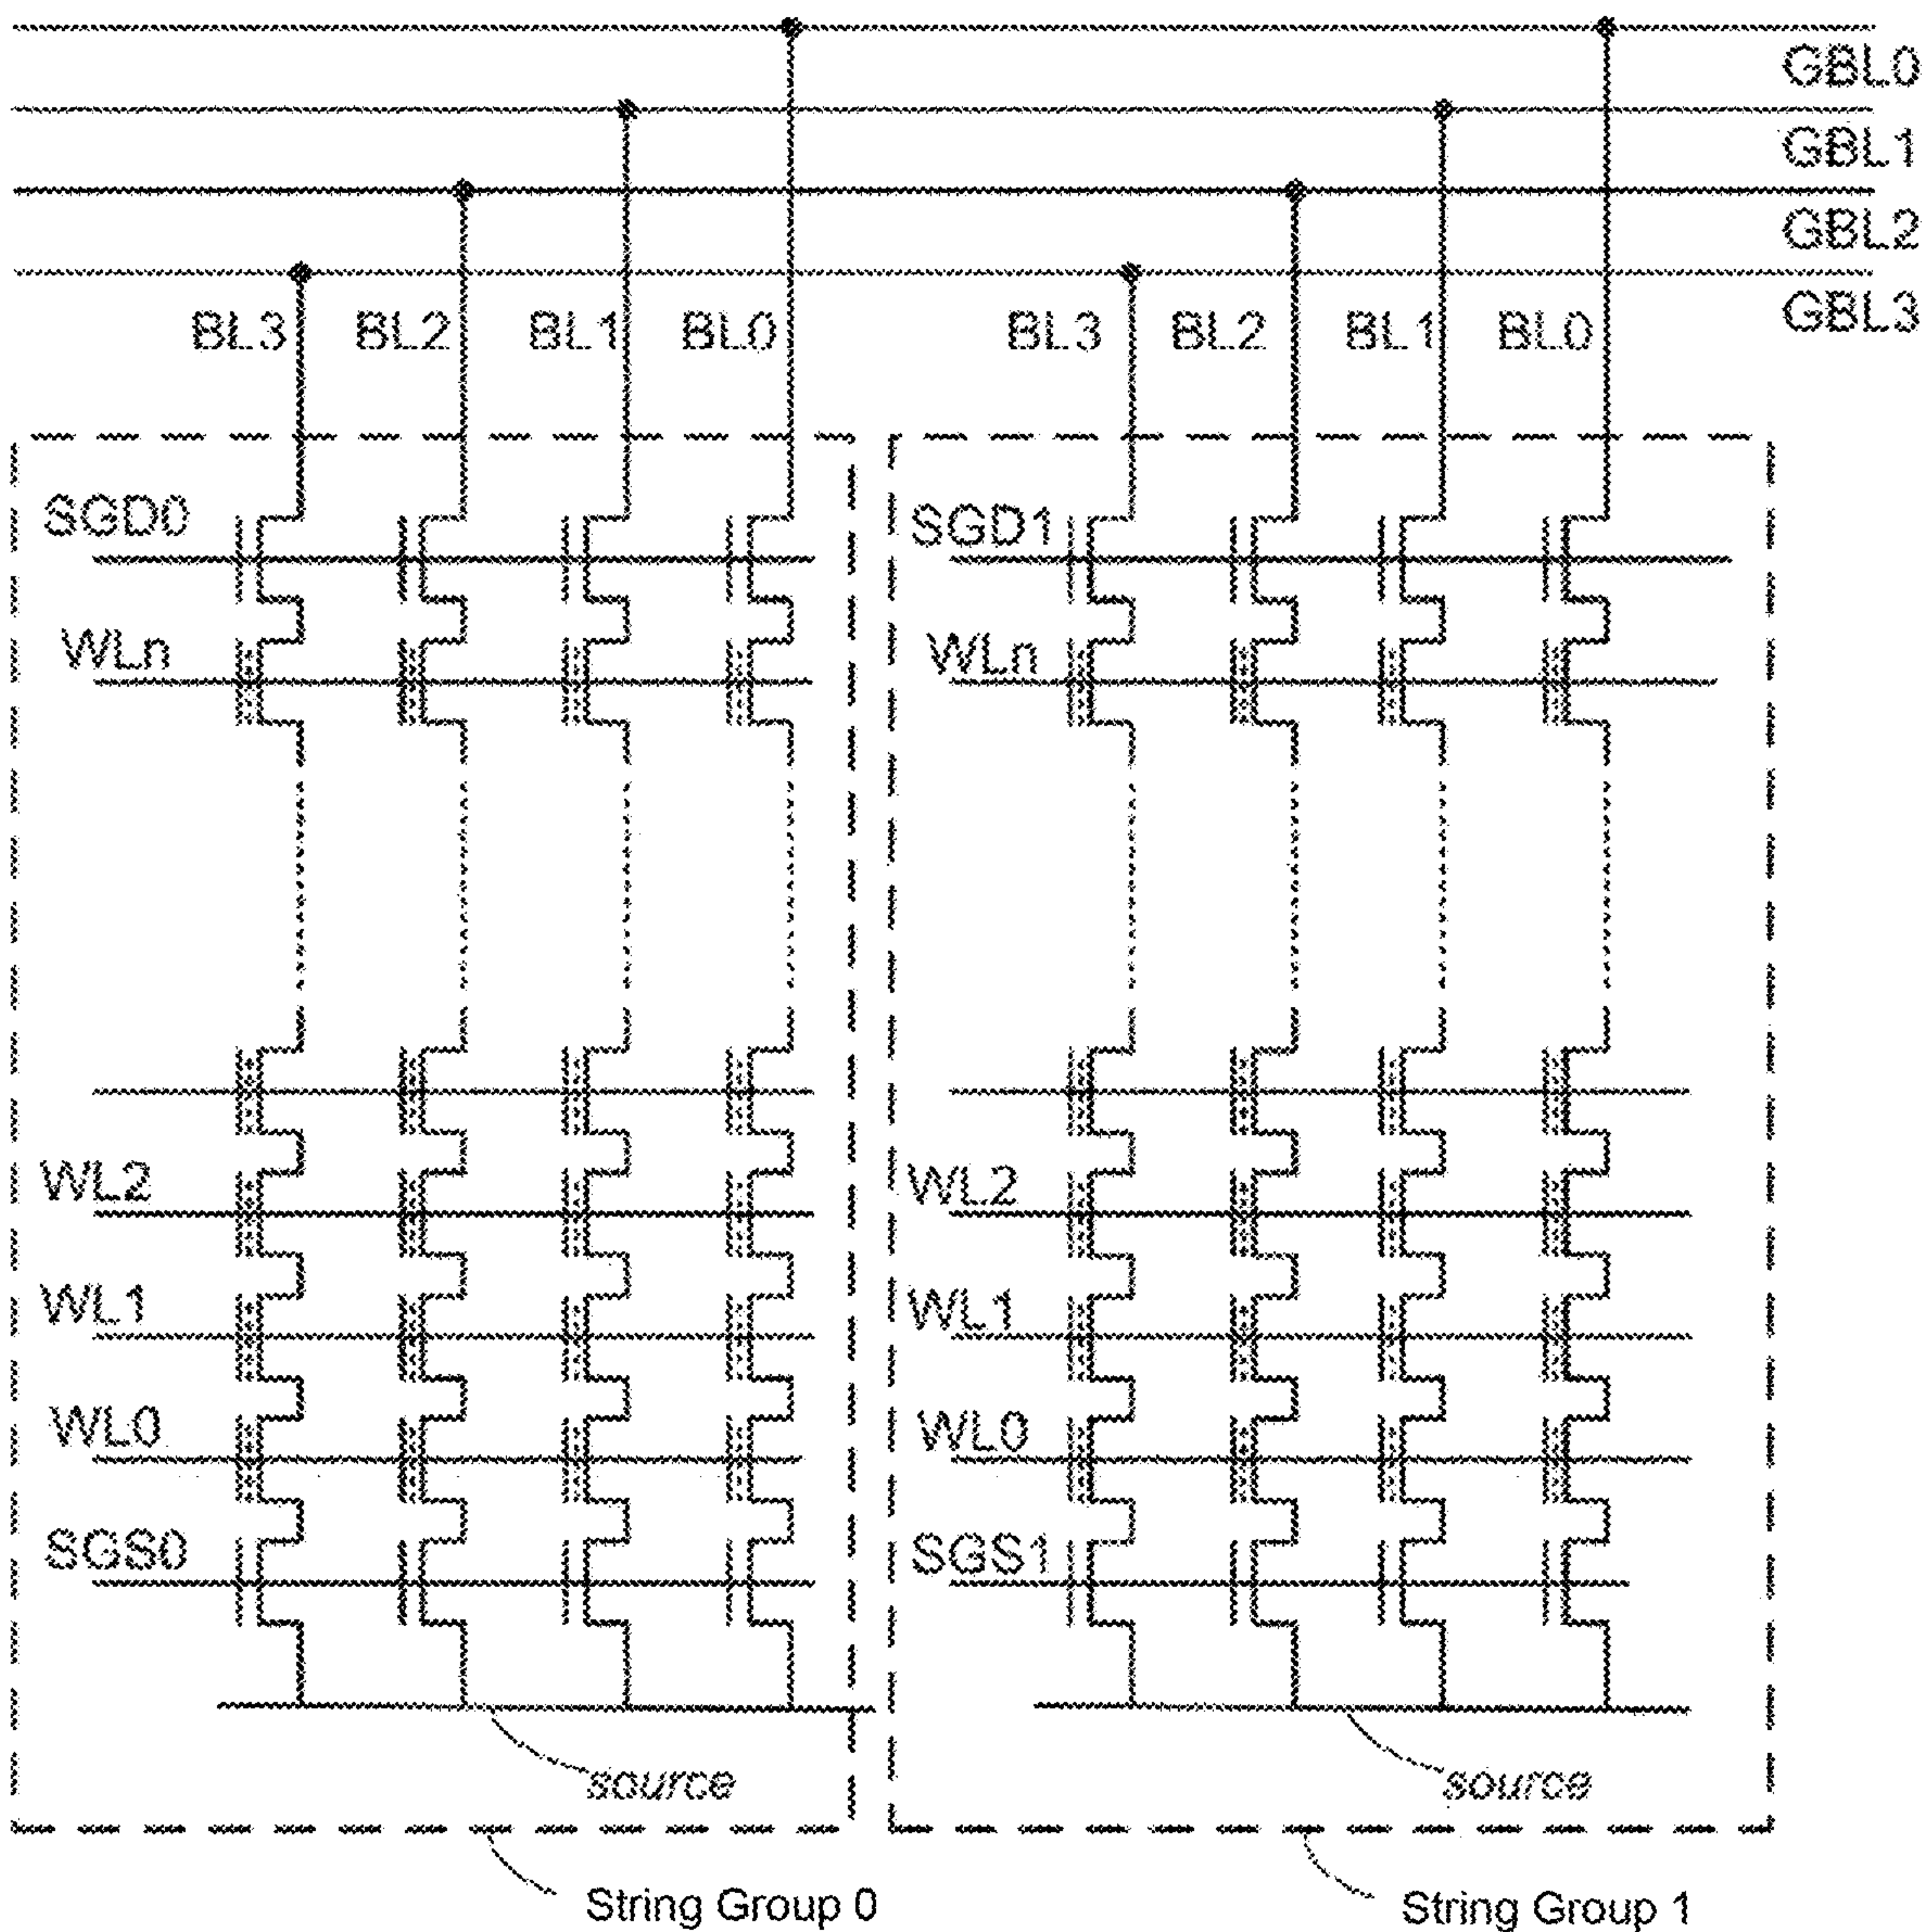 GBL0
GBL1
GBL2
GBL3
BL3 BL2 BL1 BL0 BL3 BL2 BL1 BL0
SGD0 SGD1
WLn WLn
WL2 WL2
WL1 WL1
WL0 WL0
SGS0 SGS1
source source
String Group 0 String Group 1